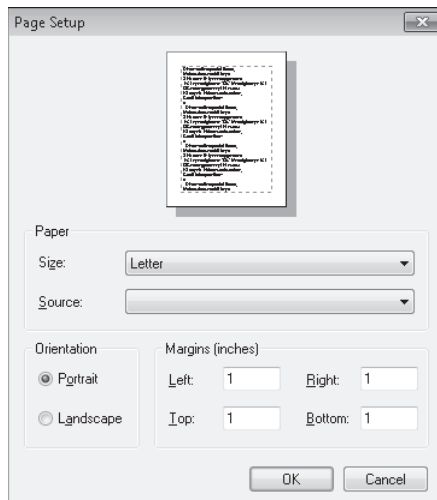 Page Setup
Paper
Size: Letter
Source:
Orientation
Portrait
Landscape
Margins (inches)
Left: 1 Right: 1
Top: 1 Bottom: 1
OK Cancel